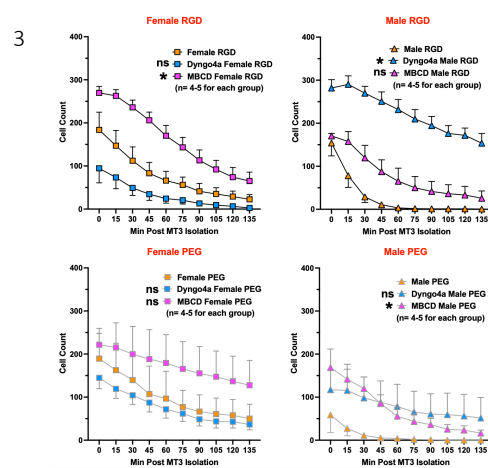 3
Female RGD
Female RGD
ns Dyngo4a Female RGD
* MBCD Female RGD
(n= 4-5 for each group)
Cell Count
400
300
200
100
0
0 15 30 45 60 75 90 105 120 135
Min Post MT3 Isolation
Male RGD
Male RGD
* Dyngo4a Male RGD
ns MBCD Male RGD
(n= 4-5 for each group)
Cell Count
400
300
200
100
0
0 15 30 45 60 75 90 105 120 135
Min Post MT3 Isolation
Female PEG
Female PEG
ns Dyngo4a Female PEG
ns MBCD Female PEG
(n= 4-5 for each group)
Cell Count
400
300
200
100
0
0 15 30 45 60 75 90 105 120 135
Min Post MT3 Isolation
Male PEG
Male PEG
ns Dyngo4a Male PEG
* MBCD Male PEG
(n= 4-5 for each group)
Cell Count
400
300
200
100
0
0 15 30 45 60 75 90 105 120 135
Min Post MT3 Isolation